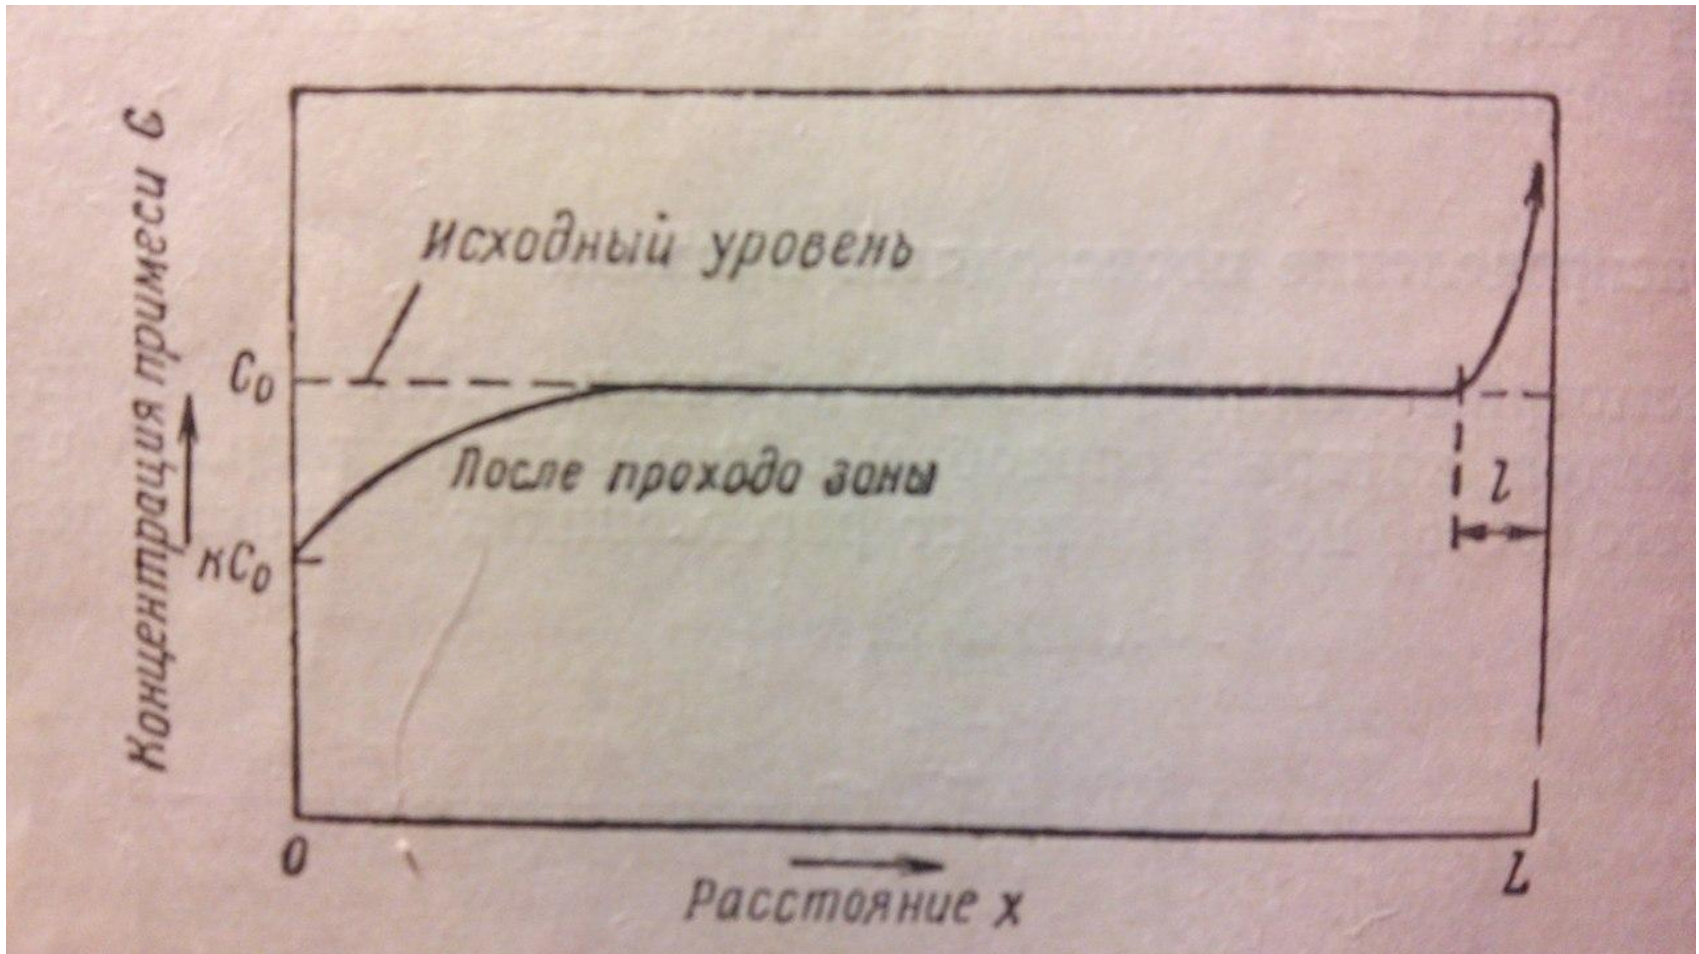 Концентрация примеси C
Исходный уровень
C₀
После прохода зоны
l
кC₀
0
L
Расстояние x